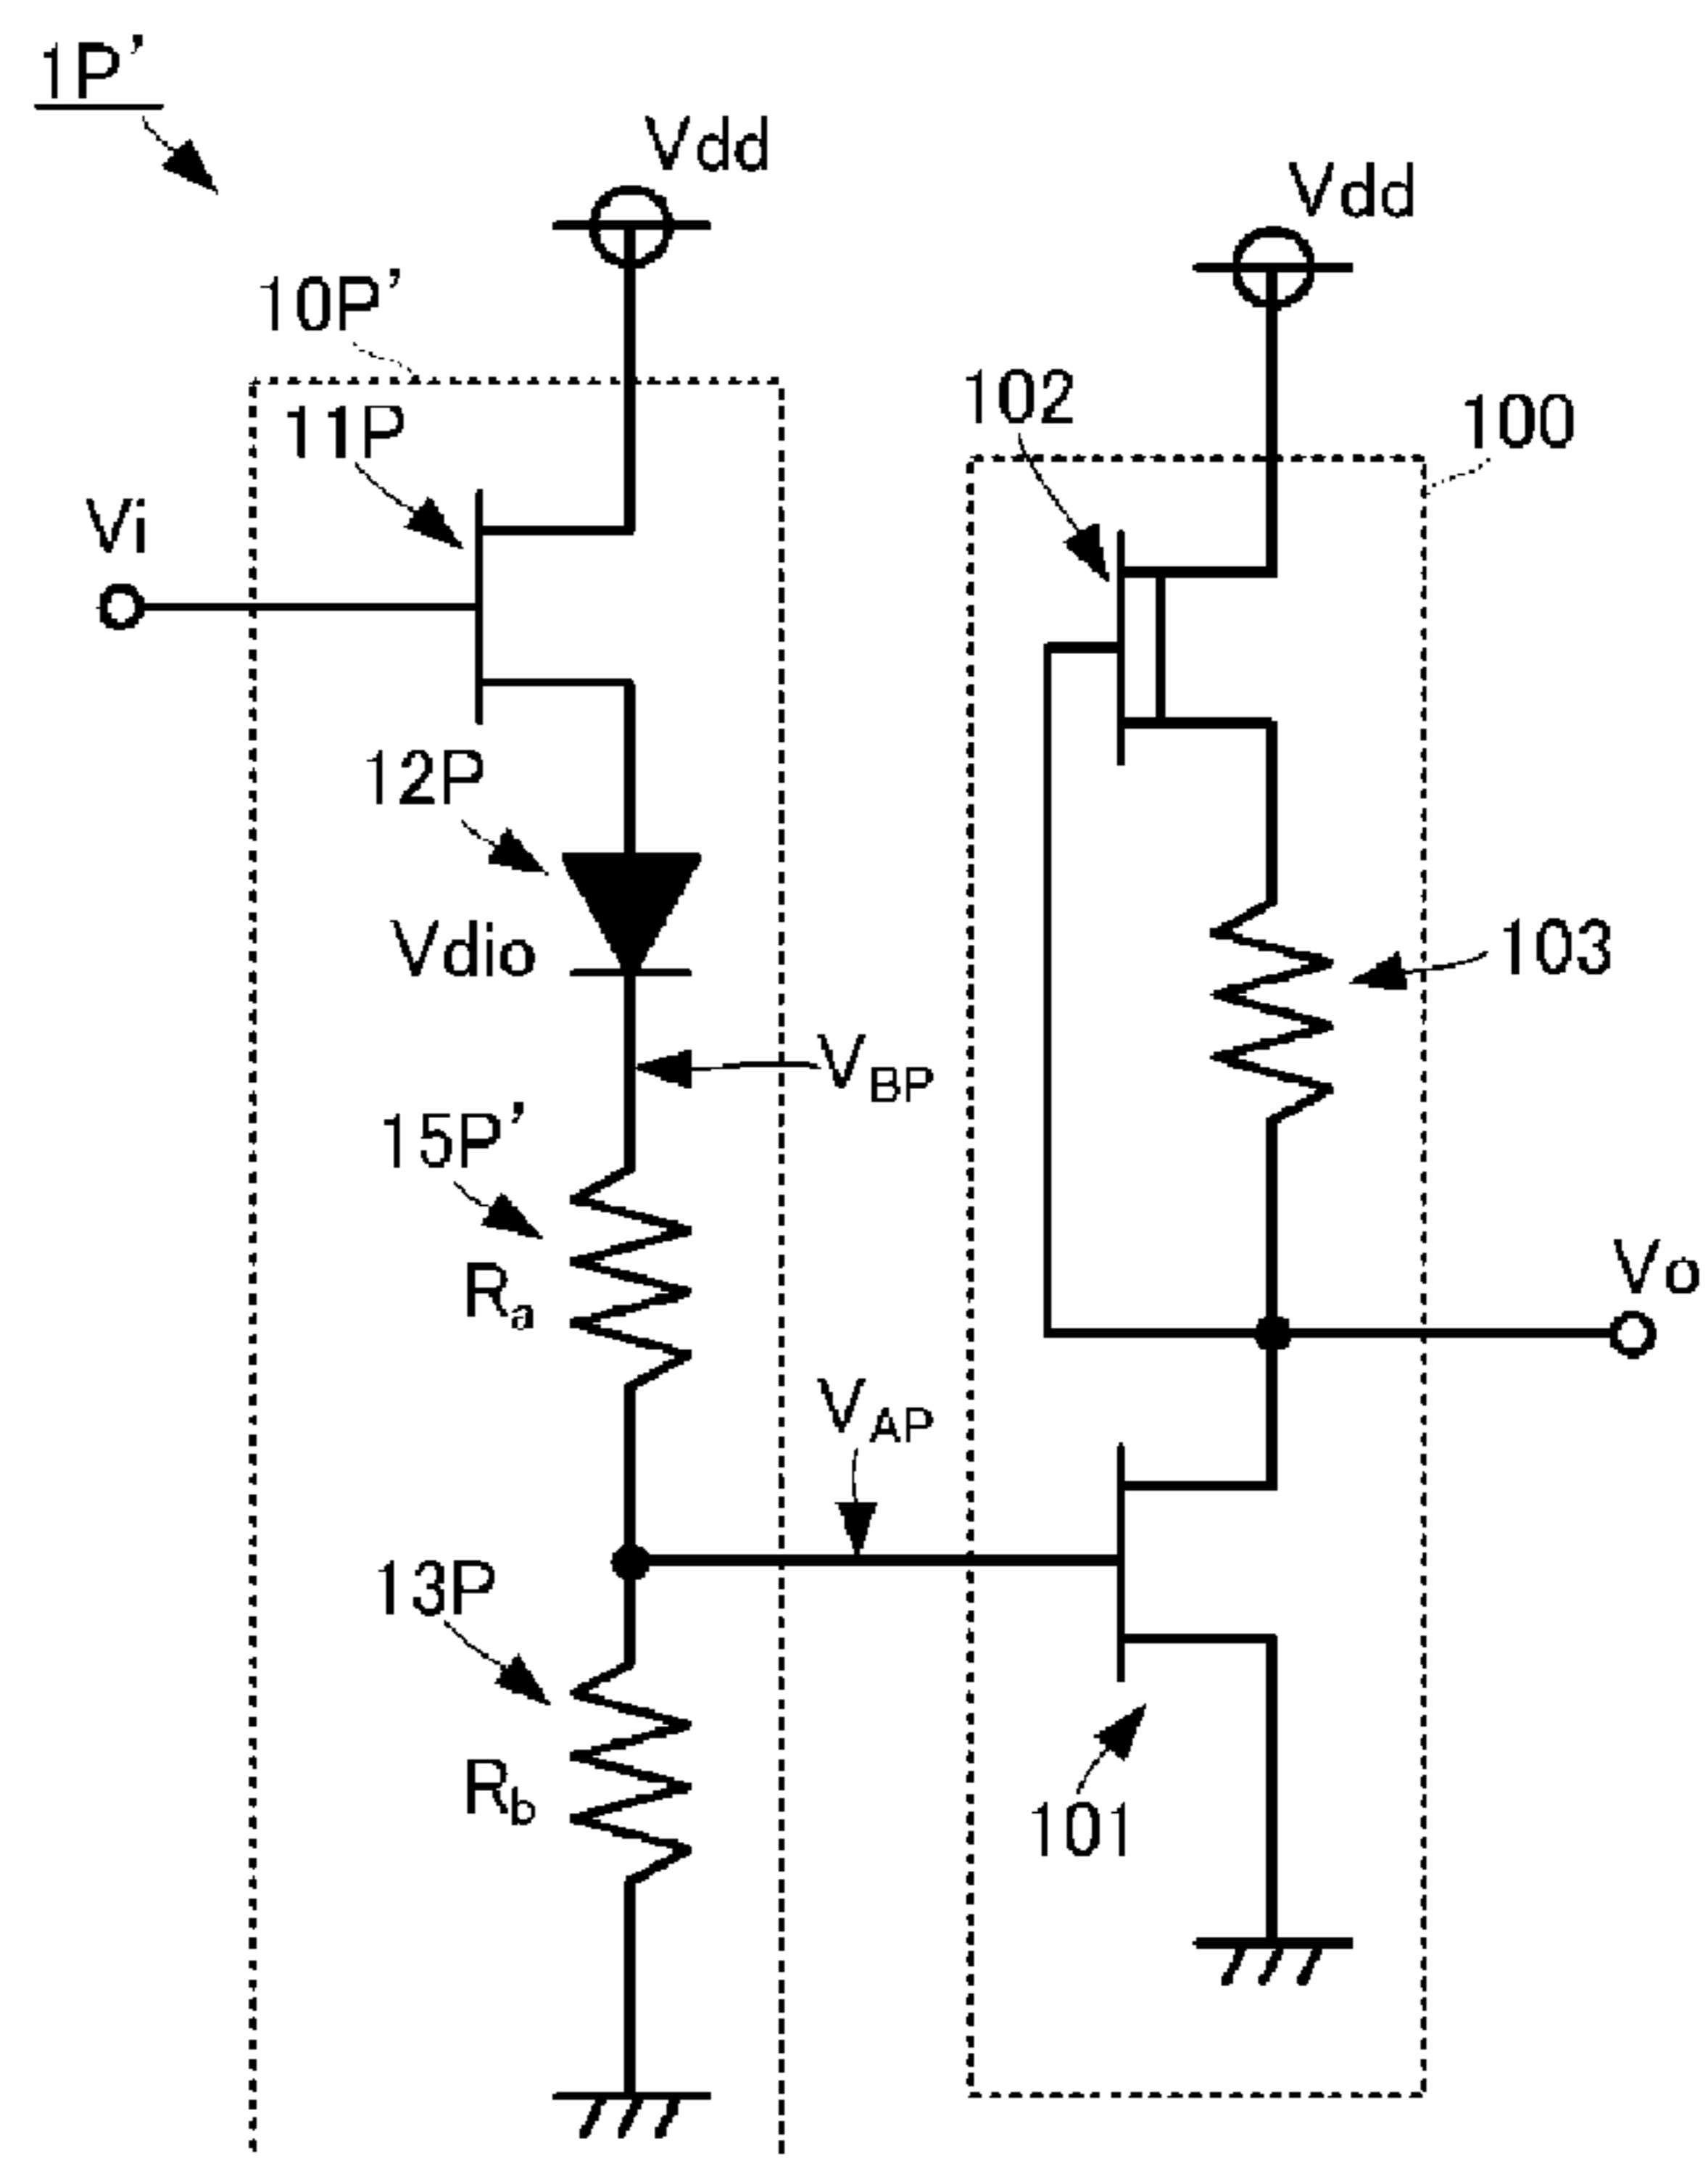 1P'
Vdd
Vdd
10P'
102
100
11P
Vi
12P
Vdio
103
VBP
15P'
Ra
Vo
VAP
13P
Rb
101